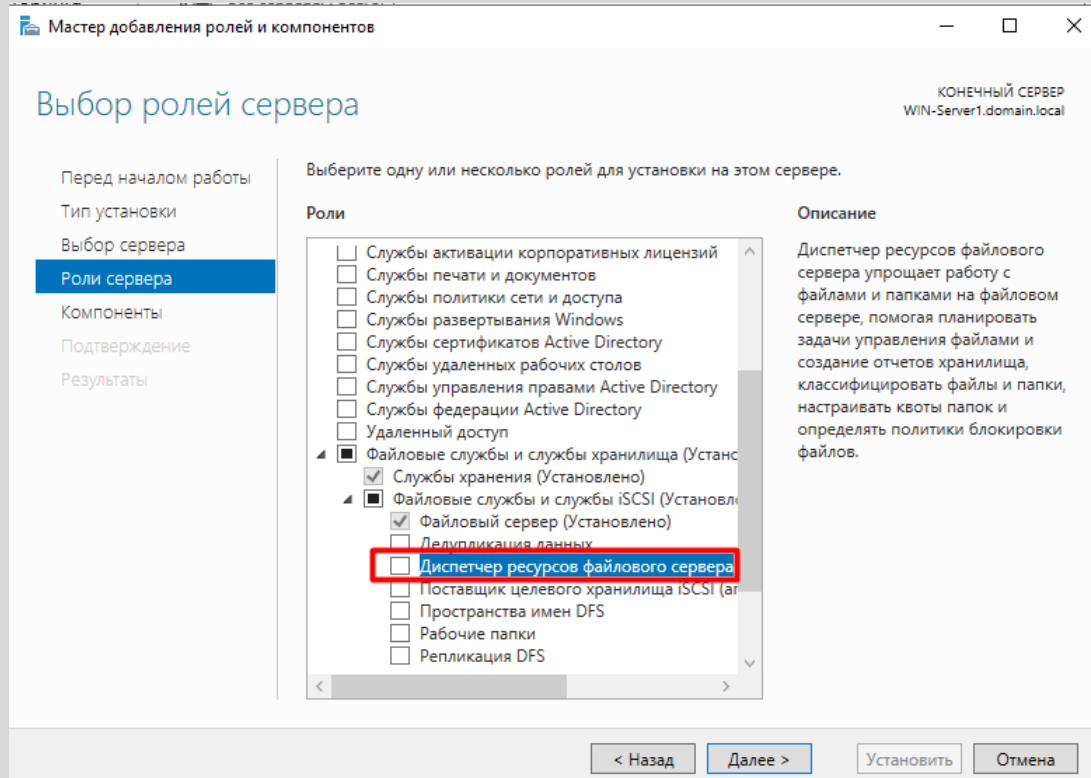 Мастер добавления ролей и компонентов
Выбор ролей сервера
КОНЕЧНЫЙ СЕРВЕР
WIN-Server1.domain.local
Перед началом работы
Тип установки
Выбор сервера
Роли сервера
Компоненты
Подтверждение
Результаты
Выберите одну или несколько ролей для установки на этом сервере.
Роли
Службы активации корпоративных лицензий
Службы печати и документов
Службы политики сети и доступа
Службы развертывания Windows
Службы сертификатов Active Directory
Службы удаленных рабочих столов
Службы управления правами Active Directory
Службы федерации Active Directory
Удаленный доступ
Файловые службы и службы хранилища (Устанс
Службы хранения (Установлено)
Файловые службы и службы iSCSI (Установл
Файловый сервер (Установлено)
Дедупликация данных
Диспетчер ресурсов файлового сервера
Поставщик целевого хранилища iSCSI (ап
Пространства имен DFS
Рабочие папки
Репликация DFS
Описание
Диспетчер ресурсов файлового
сервера упрощает работу с
файлами и папками на файловом
сервере, помогая планировать
задачи управления файлами и
создание отчетов хранилища,
классифицировать файлы и папки,
настраивать квоты папок и
определять политики блокировки
файлов.
< Назад
Далее >
Установить
Отмена